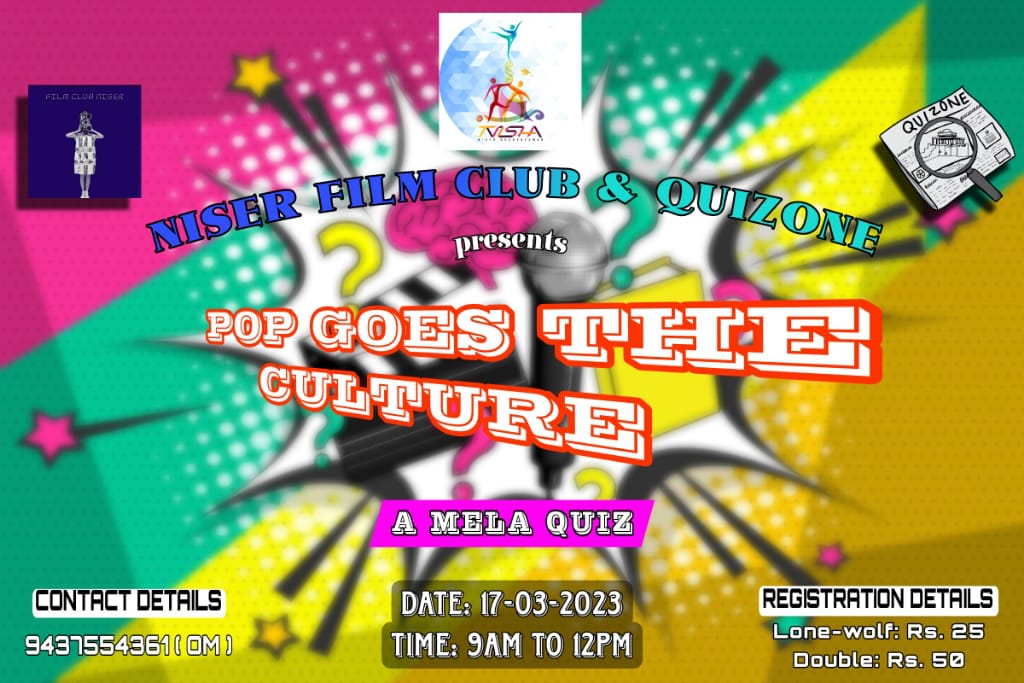 FILM CLUB NISER
TVISHA
QUIZONE
NISER FILM CLUB & QUIZONE
presents
POP GOES THE
CULTURE
A MELA QUIZ
CONTACT DETAILS
9437554361 ( OM )
DATE: 17-03-2023
TIME: 9AM TO 12PM
REGISTRATION DETAILS
Lone-wolf: Rs. 25
Double: Rs. 50